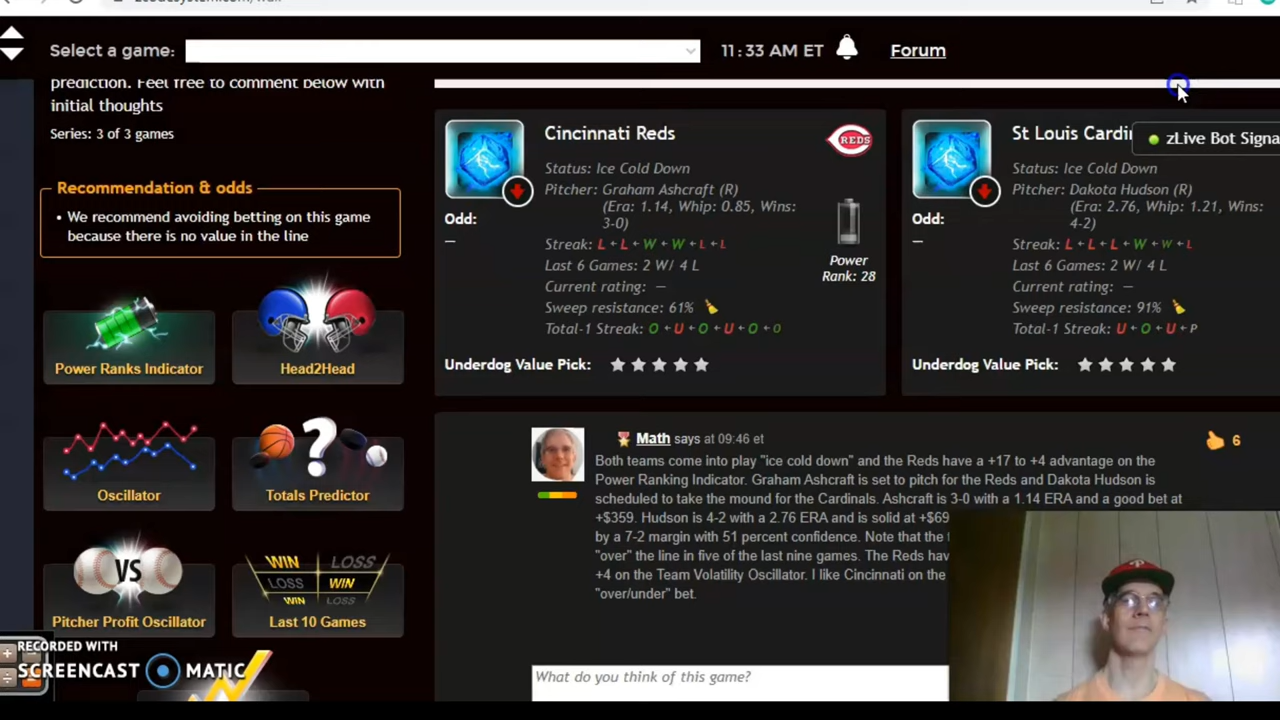 Select a game:
11:33 AM ET
Forum
prediction. Feel free to comment below with
initial thoughts
Series: 3 of 3 games
Recommendation & odds
• We recommend avoiding betting on this game
because there is no value in the line
Power Ranks Indicator
Head2Head
Oscillator
Totals Predictor
VS
Pitcher Profit Oscillator
WIN LOSS
LOSS WIN
WIN LOSS
Last 10 Games
RECORDED WITH
SCREENCAST MATIC
Cincinnati Reds
REDS
Status: Ice Cold Down
Pitcher: Graham Ashcraft (R)
(Era: 1.14, Whip: 0.85, Wins:
3-0)
Odd:
—
Streak: L ← L ← W ← W ← L ← L
Last 6 Games: 2 W/ 4 L
Current rating: —
Sweep resistance: 61%
Total-1 Streak: O ← U ← O ← U ← O ← O
Power
Rank: 28
Underdog Value Pick:
St Louis Cardi
zLive Bot Signa
Status: Ice Cold Down
Pitcher: Dakota Hudson (R)
(Era: 2.76, Whip: 1.21, Wins:
4-2)
Odd:
—
Streak: L ← L ← L ← W ← W ← L
Last 6 Games: 2 W/ 4 L
Current rating: —
Sweep resistance: 91%
Total-1 Streak: U ← O ← U ← P
Underdog Value Pick:
Math says at 09:46 et
6
Both teams come into play "ice cold down" and the Reds have a +17 to +4 advantage on the
Power Ranking Indicator. Graham Ashcraft is set to pitch for the Reds and Dakota Hudson is
scheduled to take the mound for the Cardinals. Ashcraft is 3-0 with a 1.14 ERA and a good bet at
+$359. Hudson is 4-2 with a 2.76 ERA and is solid at +$69
by a 7-2 margin with 51 percent confidence. Note that the
"over" the line in five of the last nine games. The Reds hav
+4 on the Team Volatility Oscillator. I like Cincinnati on the
"over/under" bet.
What do you think of this game?